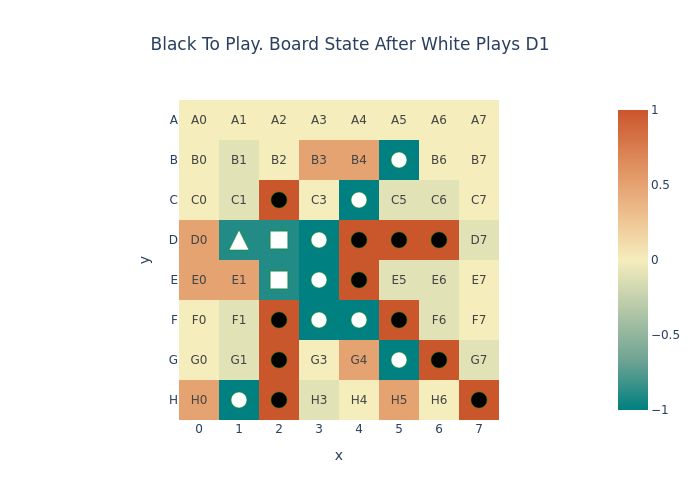 Black To Play. Board State After White Plays D1
A A0 A1 A2 A3 A4 A5 A6 A7
B B0 B1 B2 B3 B4 B6 B7
C C0 C1 C3 C5 C6 C7
D D0 D7
E E0 E1 E5 E6 E7
F F0 F1 F6 F7
G G0 G1 G3 G4 G7
H H0 H3 H4 H5 H6
0 1 2 3 4 5 6 7
x
y
1
0.5
0
−0.5
−1